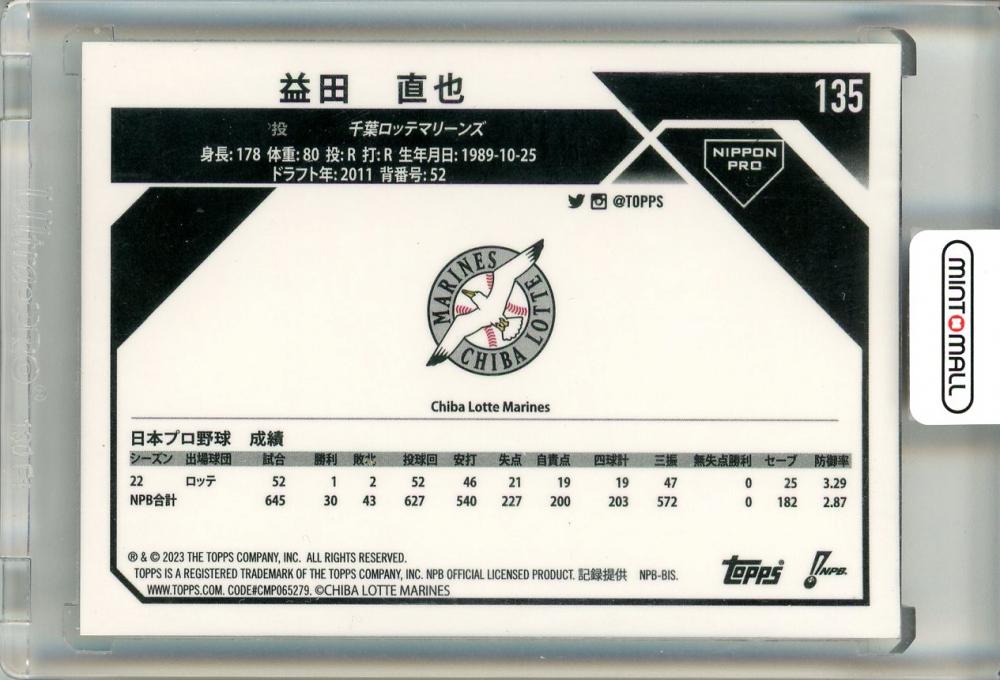 益田 直也
135
投 千葉ロッテマリーンズ
身長: 178 体重: 80 投: R 打: R 生年月日: 1989-10-25
ドラフト年: 2011 背番号: 52
NIPPON
PRO
@TOPPS
MARINES
CHIBA LOTTE
MINTOMALL
Chiba Lotte Marines
日本プロ野球 成績
シーズン 出場球団 試合 勝利 敗北 投球回 安打 失点 自責点 四球計 三振 無失点勝利 セーブ 防御率
22 ロッテ 52 1 2 52 46 21 19 19 47 0 25 3.29
NPB合計 645 30 43 627 540 227 200 203 572 0 182 2.87
® & © 2023 THE TOPPS COMPANY, INC. ALL RIGHTS RESERVED.
TOPPS IS A REGISTERED TRADEMARK OF THE TOPPS COMPANY, INC. NPB OFFICIAL LICENSED PRODUCT. 記録提供 NPB-BIS.
WWW.TOPPS.COM. CODE#CMP065279. ©CHIBA LOTTE MARINES
topps
NPB.